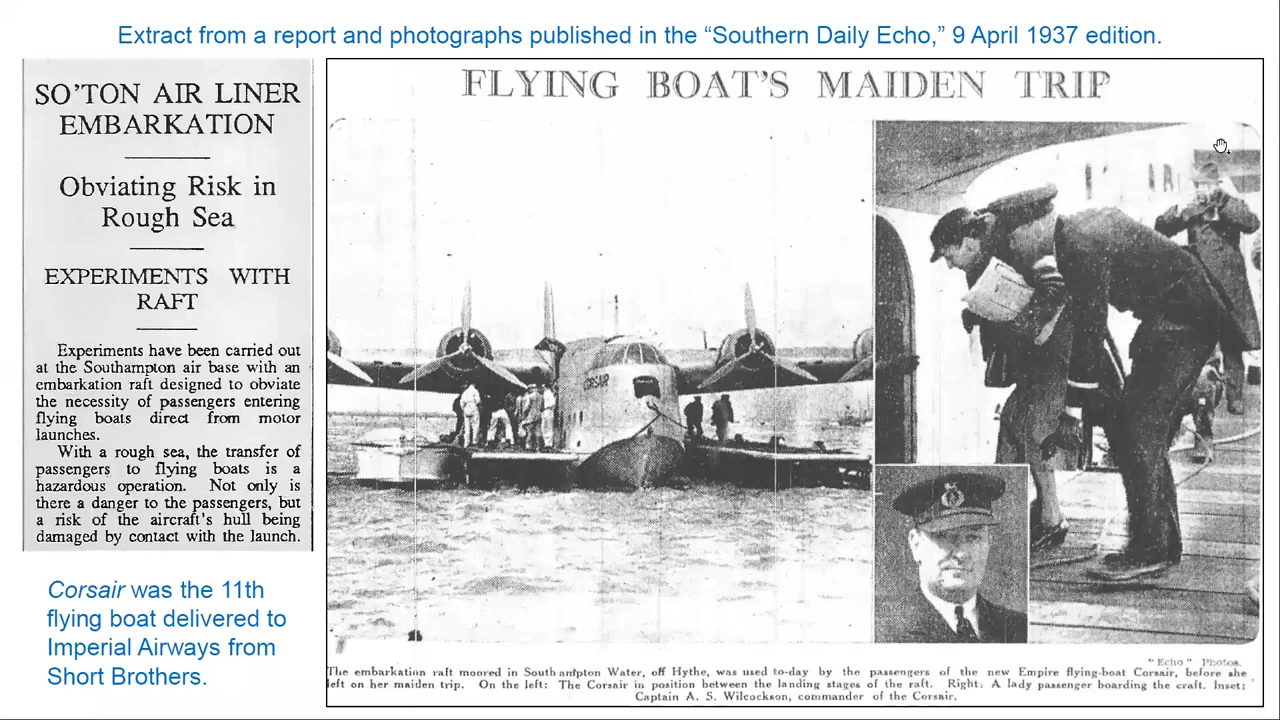 Extract from a report and photographs published in the “Southern Daily Echo,” 9 April 1937 edition.
SO'TON AIR LINER
EMBARKATION
Obviating Risk in
Rough Sea
EXPERIMENTS WITH
RAFT
Experiments have been carried out
at the Southampton air base with an
embarkation raft designed to obviate
the necessity of passengers entering
flying boats direct from motor
launches.
With a rough sea, the transfer of
passengers to flying boats is a
hazardous operation. Not only is
there a danger to the passengers, but
a risk of the aircraft's hull being
damaged by contact with the launch.
Corsair was the 11th
flying boat delivered to
Imperial Airways from
Short Brothers.
FLYING BOAT'S MAIDEN TRIP
CORSAIR
"Echo" Photos.
The embarkation raft moored in Southampton Water, off Hythe, was used to-day by the passengers of the new Empire flying-boat Corsair, before she
left on her maiden trip. On the left: The Corsair in position between the landing stages of the raft. Right: A lady passenger boarding the craft. Inset:
Captain A. S. Wilcockson, commander of the Corsair.